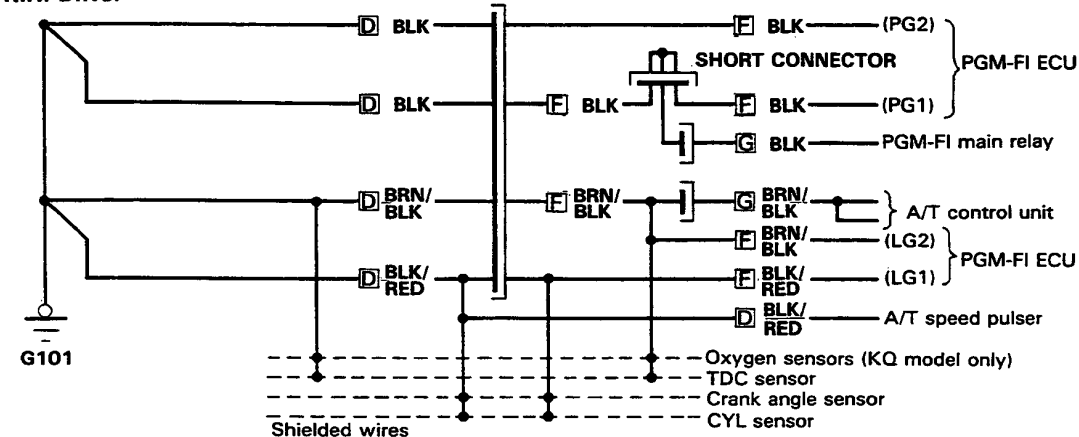 D BLK F BLK (PG2)
SHORT CONNECTOR
PGM-FI ECU
D BLK F BLK F BLK (PG1)
G BLK PGM-FI main relay
D BRN/BLK F BRN/BLK G BRN/BLK
A/T control unit
F BRN/BLK (LG2)
PGM-FI ECU
D BLK/RED F BLK/RED (LG1)
D BLK/RED A/T speed pulser
G101
Oxygen sensors (KQ model only)
TDC sensor
Crank angle sensor
CYL sensor
Shielded wires